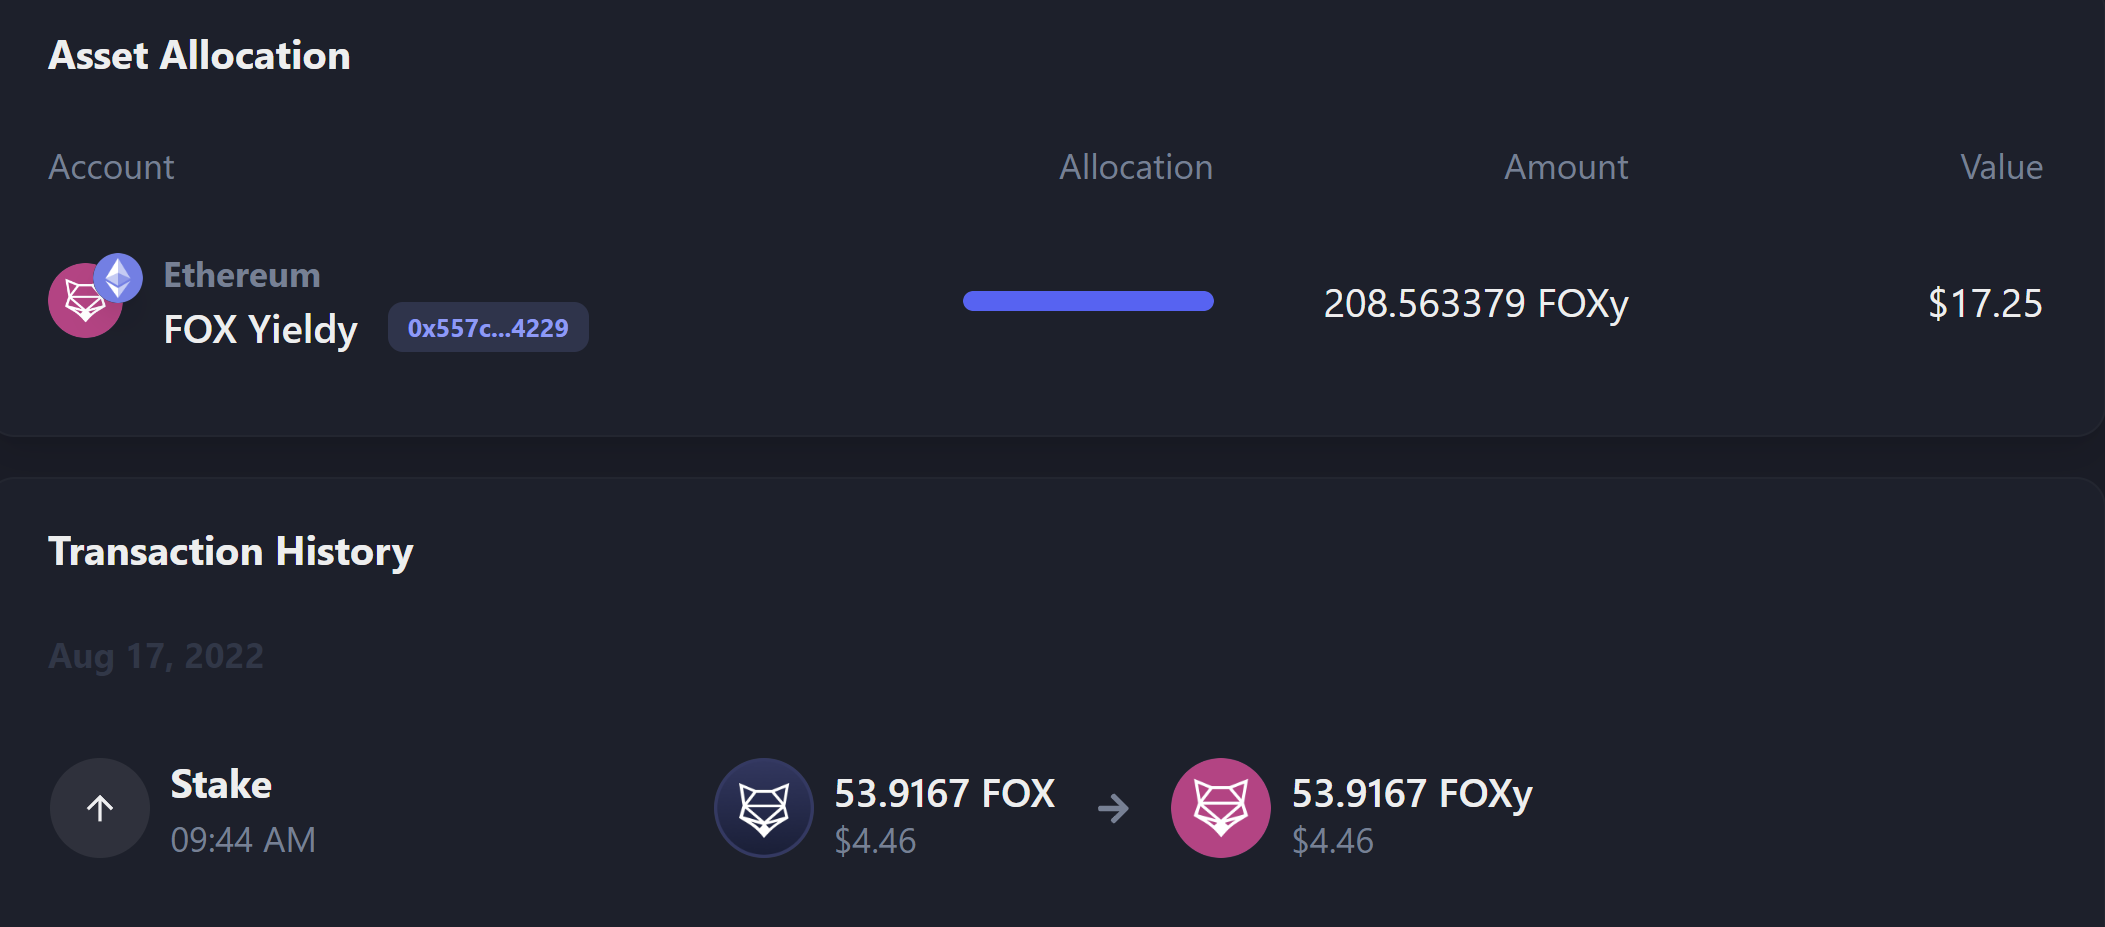 Asset Allocation
Account Allocation Amount Value
Ethereum
FOX Yieldy 0x557c...4229 208.563379 FOXy $17.25
Transaction History
Aug 17, 2022
Stake 53.9167 FOX 53.9167 FOXy
09:44 AM $4.46 $4.46